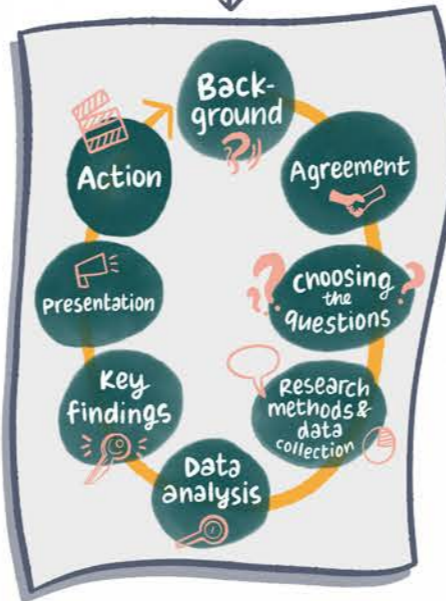 Back-
ground
Agreement
Choosing
the
questions
Research
methods &
data
collection
Data
analysis
Key
findings
Presentation
Action